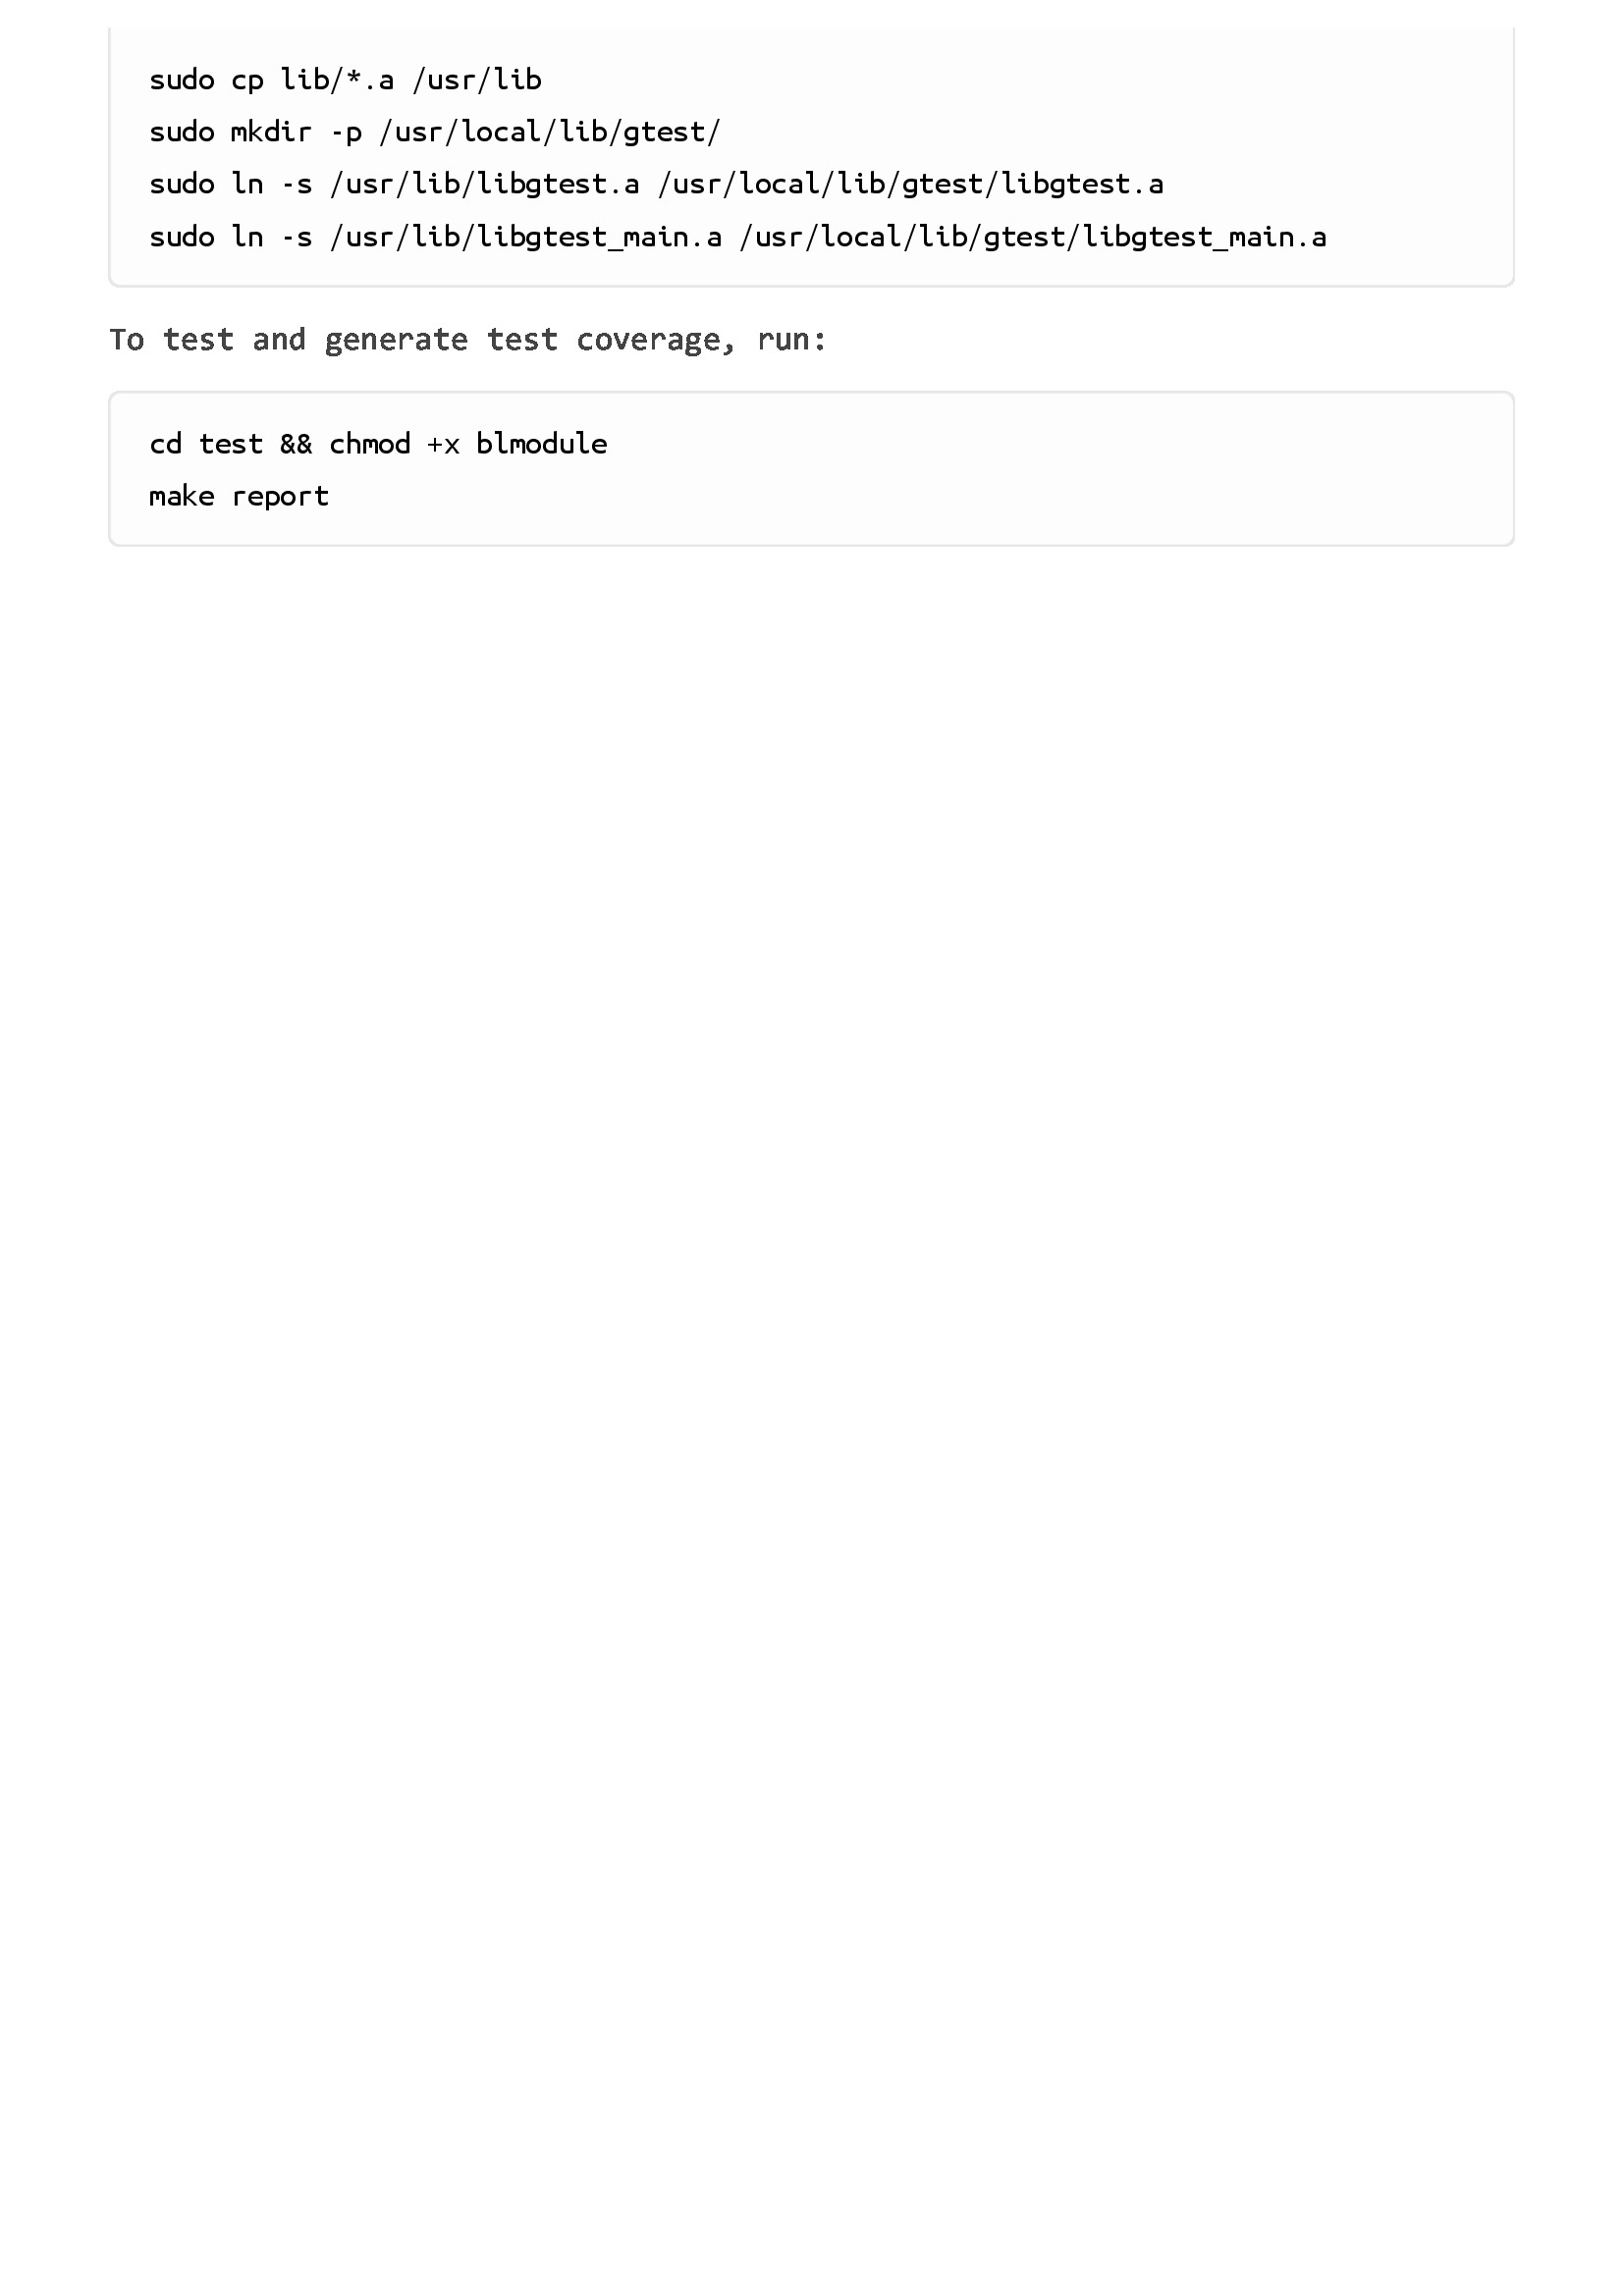 sudo cp lib/*.a /usr/lib
sudo mkdir -p /usr/local/lib/gtest/
sudo ln -s /usr/lib/libgtest.a /usr/local/lib/gtest/libgtest.a
sudo ln -s /usr/lib/libgtest_main.a /usr/local/lib/gtest/libgtest_main.a
To test and generate test coverage, run:
cd test && chmod +x blmodule
make report